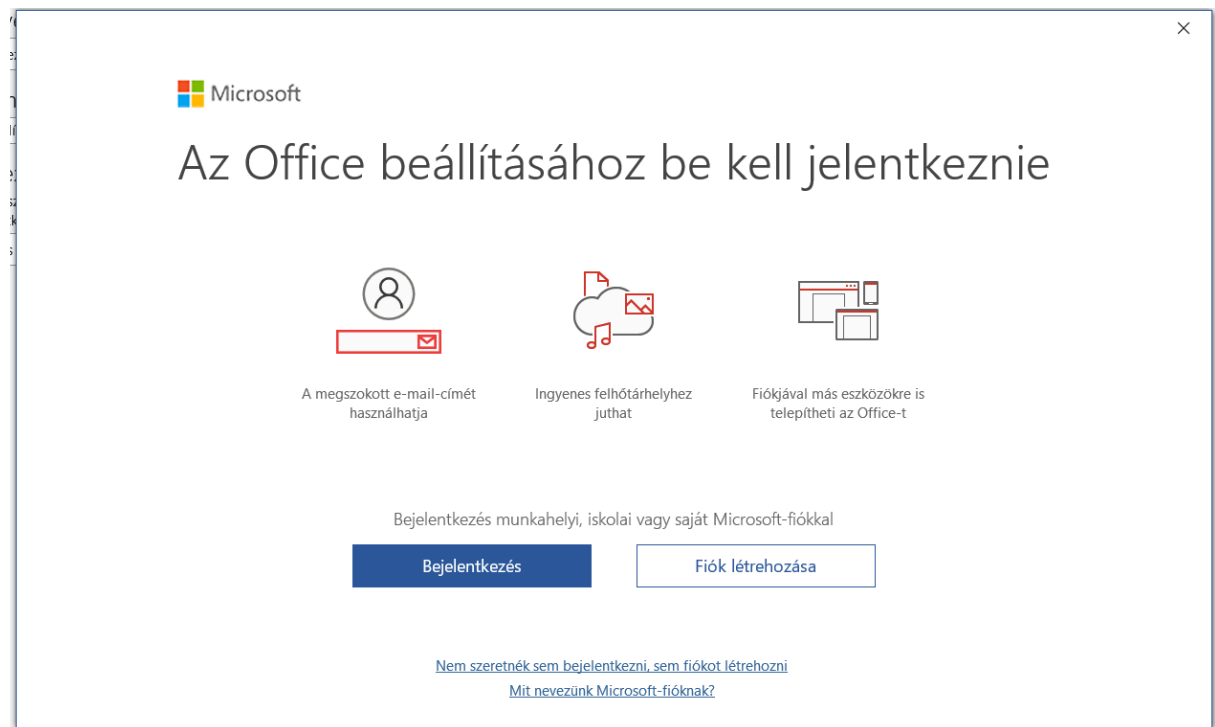 Microsoft
Az Office beállításához be kell jelentkeznie
A megszokott e-mail-címét
használhatja
Ingyenes felhőtárhelyhez
juthat
Fiókjával más eszközökre is
telepítheti az Office-t
Bejelentkezés munkahelyi, iskolai vagy saját Microsoft-fiókkal
Bejelentkezés
Fiók létrehozása
Nem szeretnék sem bejelentkezni, sem fiókot létrehozni
Mit nevezünk Microsoft-fióknak?